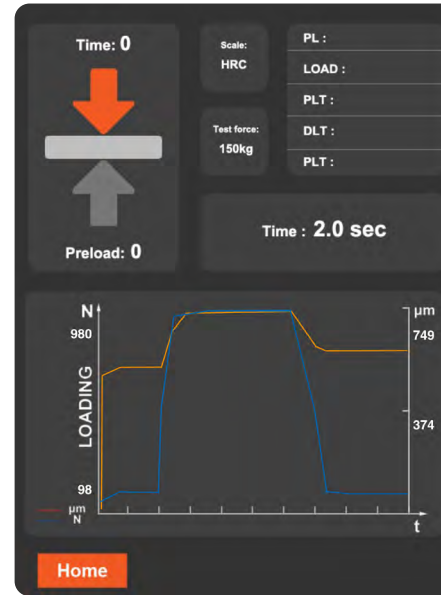 Time: 0
Preload: 0
Scale:
HRC
Test force:
150kg
PL :
LOAD :
PLT :
DLT :
PLT :
Time : 2.0 sec
N
980
LOADING
98
µm
N
µm
749
374
t
Home